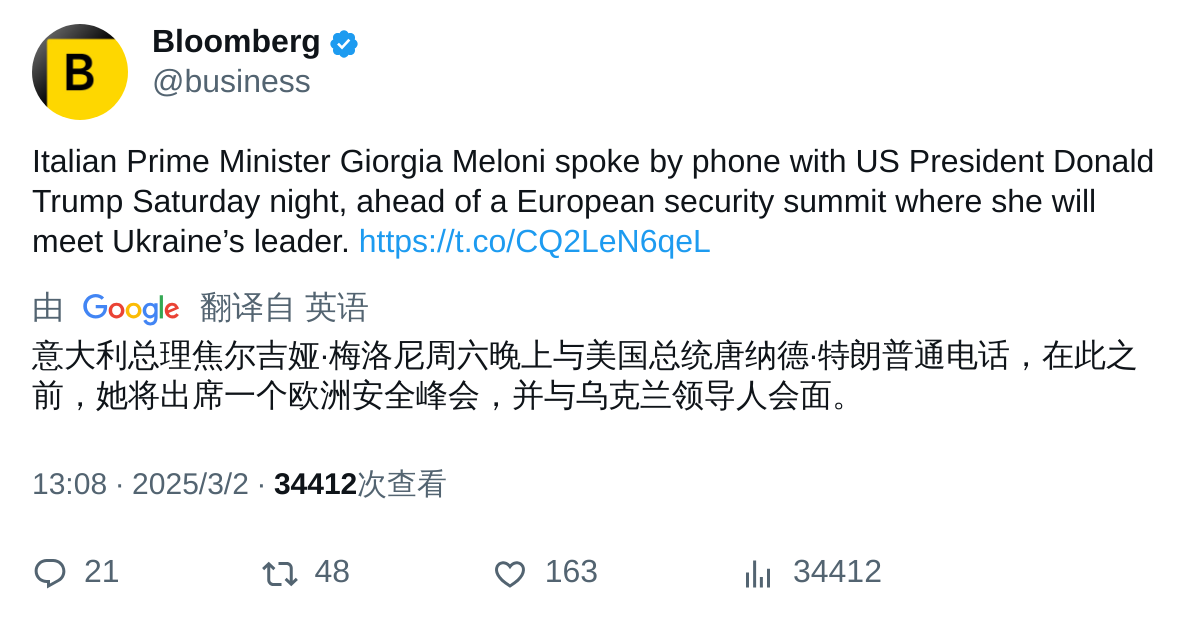 B
Bloomberg
@business
Italian Prime Minister Giorgia Meloni spoke by phone with US President Donald
Trump Saturday night, ahead of a European security summit where she will
meet Ukraine’s leader. https://t.co/CQ2LeN6qeL
由 Google 翻译自 英语
意大利总理焦尔吉娅·梅洛尼周六晚上与美国总统唐纳德·特朗普通电话，在此之
前，她将出席一个欧洲安全峰会，并与乌克兰领导人会面。
13:08 · 2025/3/2 · 34412次查看
21 48 163 34412